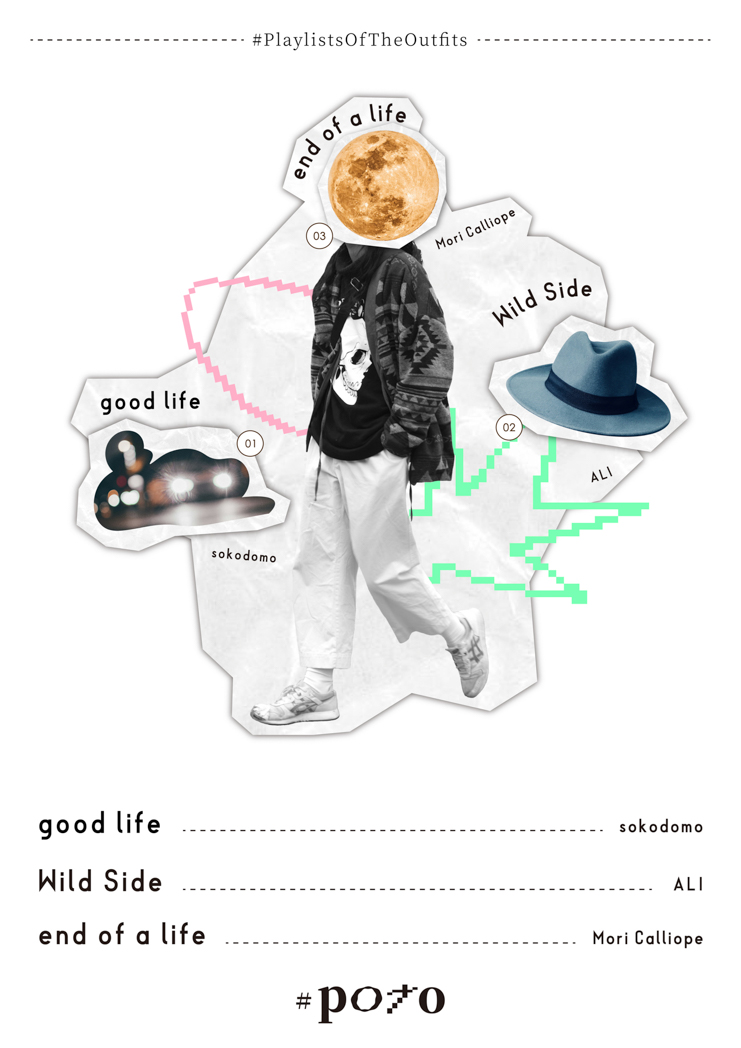 #PlaylistsOfTheOutfits
end of a life
03
Mori Calliope
Wild Side
good life
02
01
ALI
sokodomo
good life sokodomo
Wild Side ALI
end of a life Mori Calliope
#poto